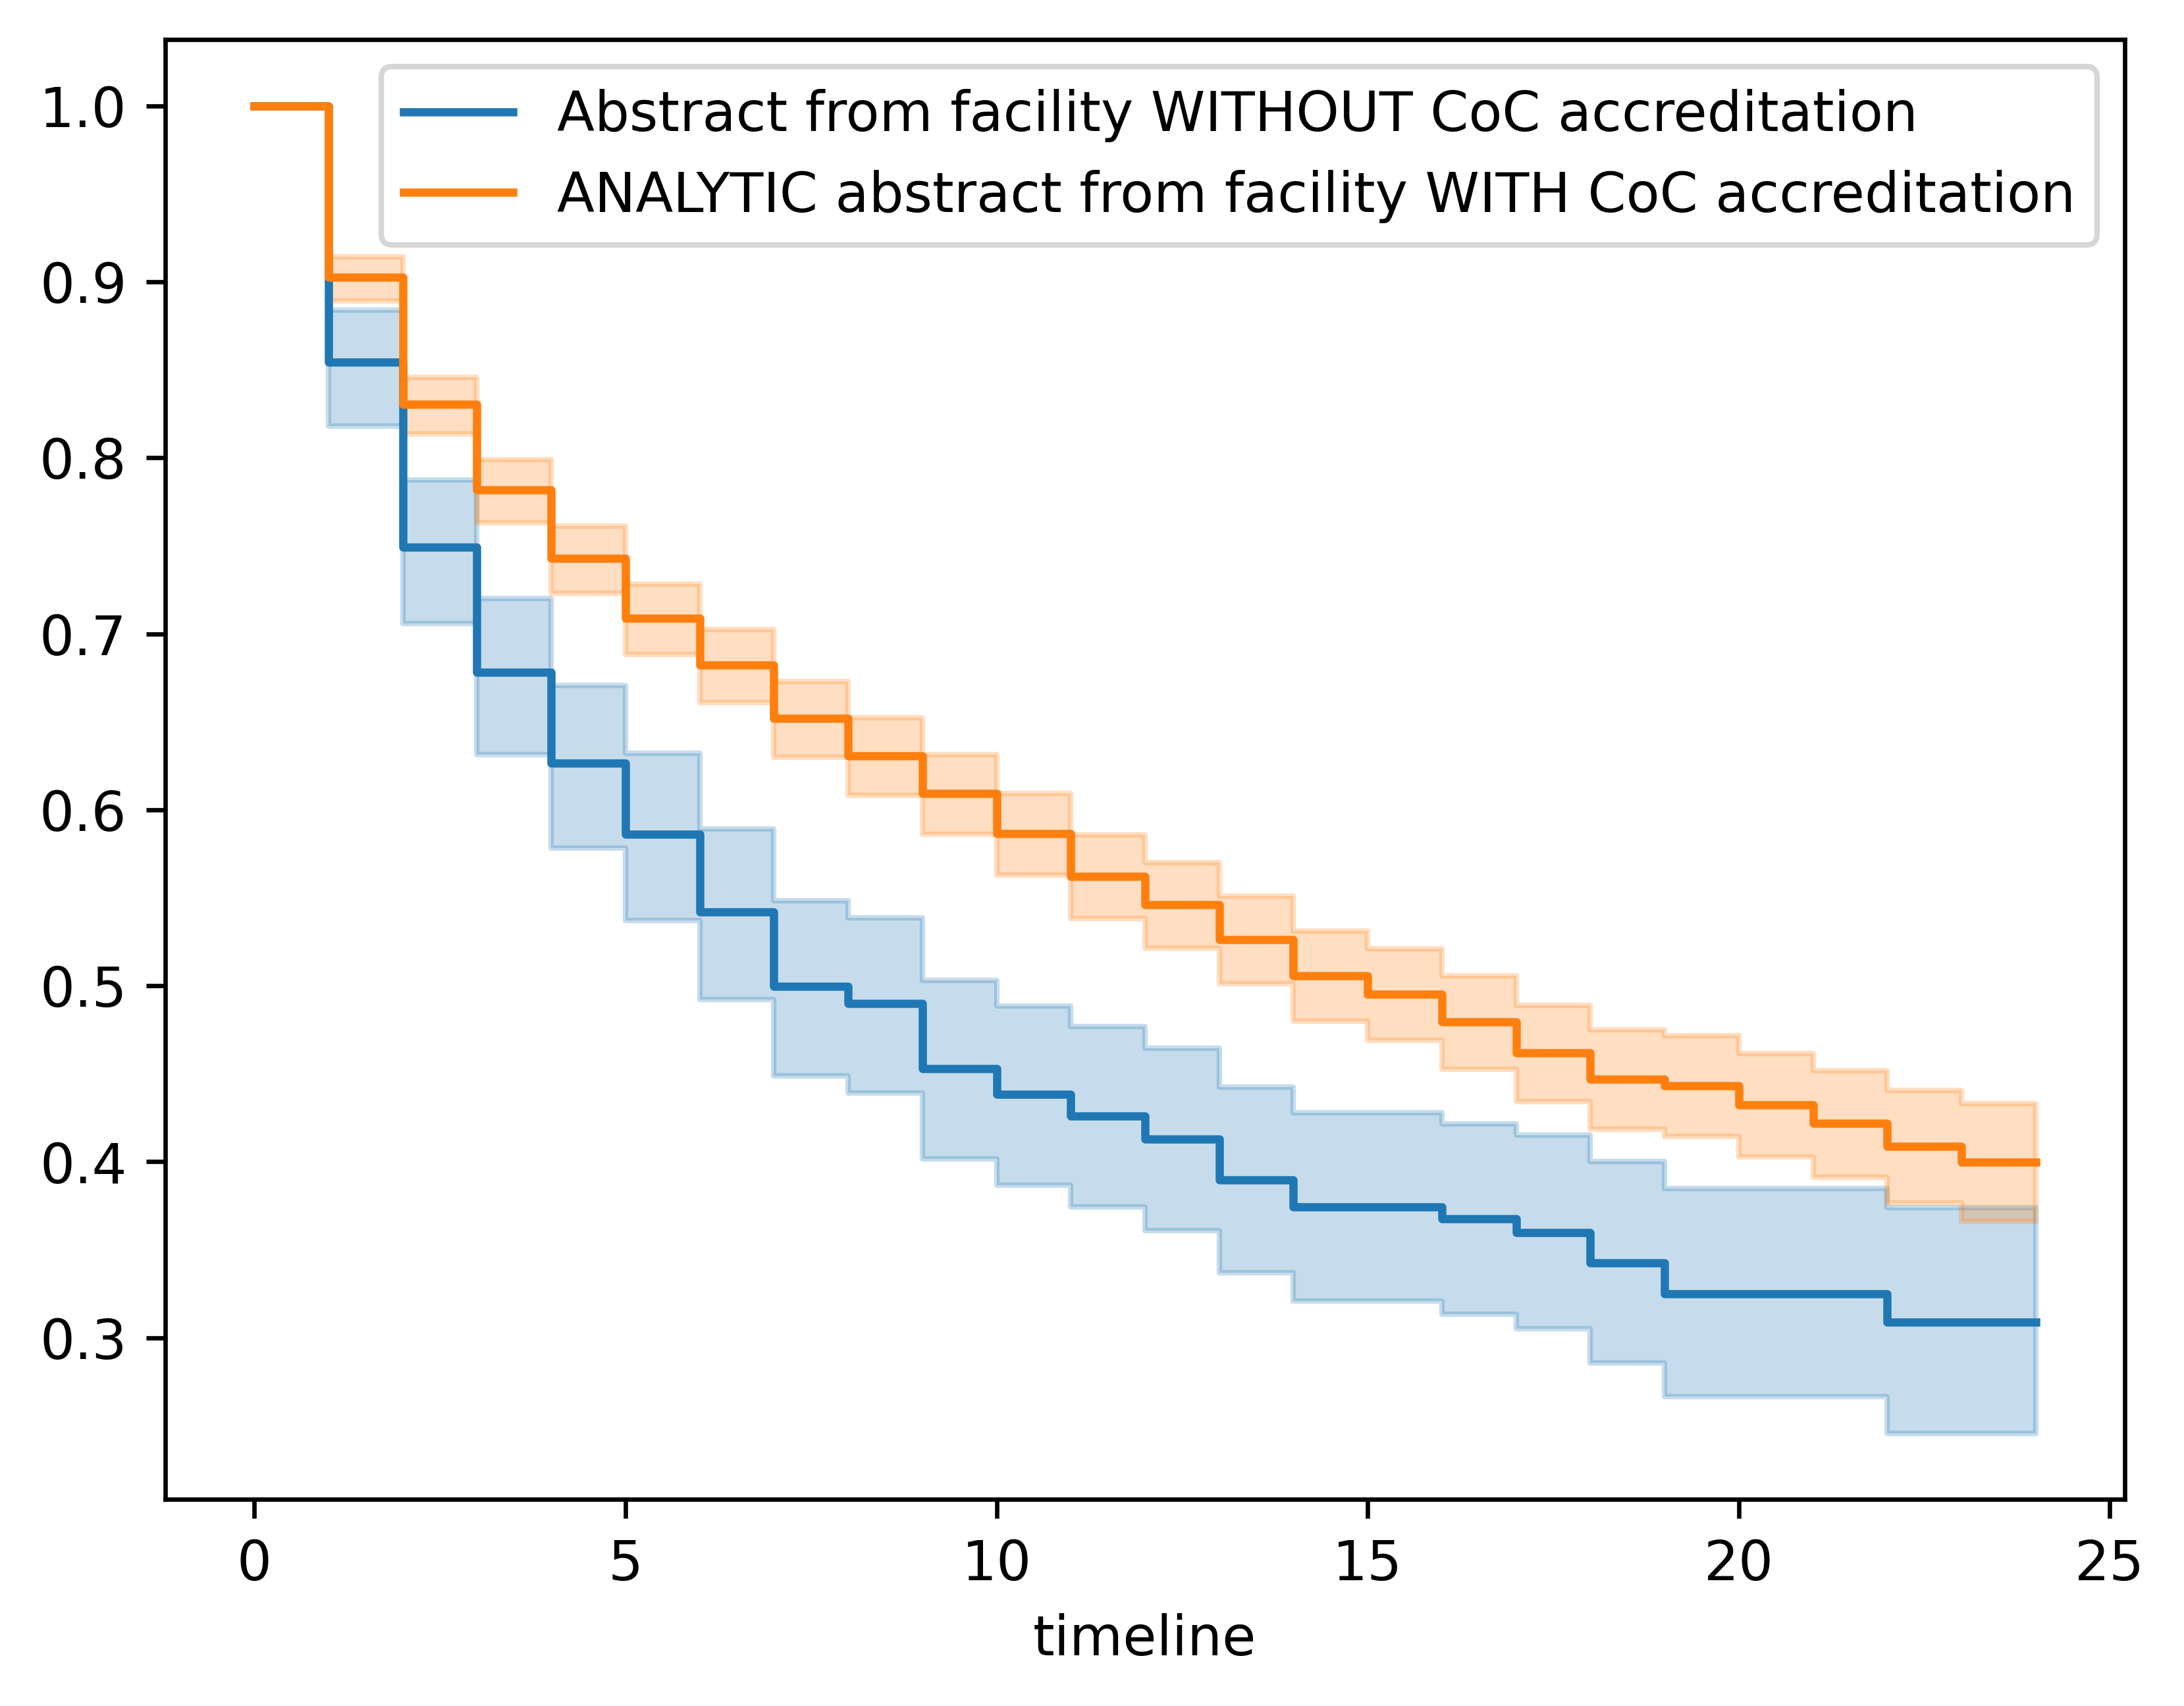 Abstract from facility WITHOUT CoC accreditation
ANALYTIC abstract from facility WITH CoC accreditation
1.0
0.9
0.8
0.7
0.6
0.5
0.4
0.3
0 5 10 15 20 25
timeline